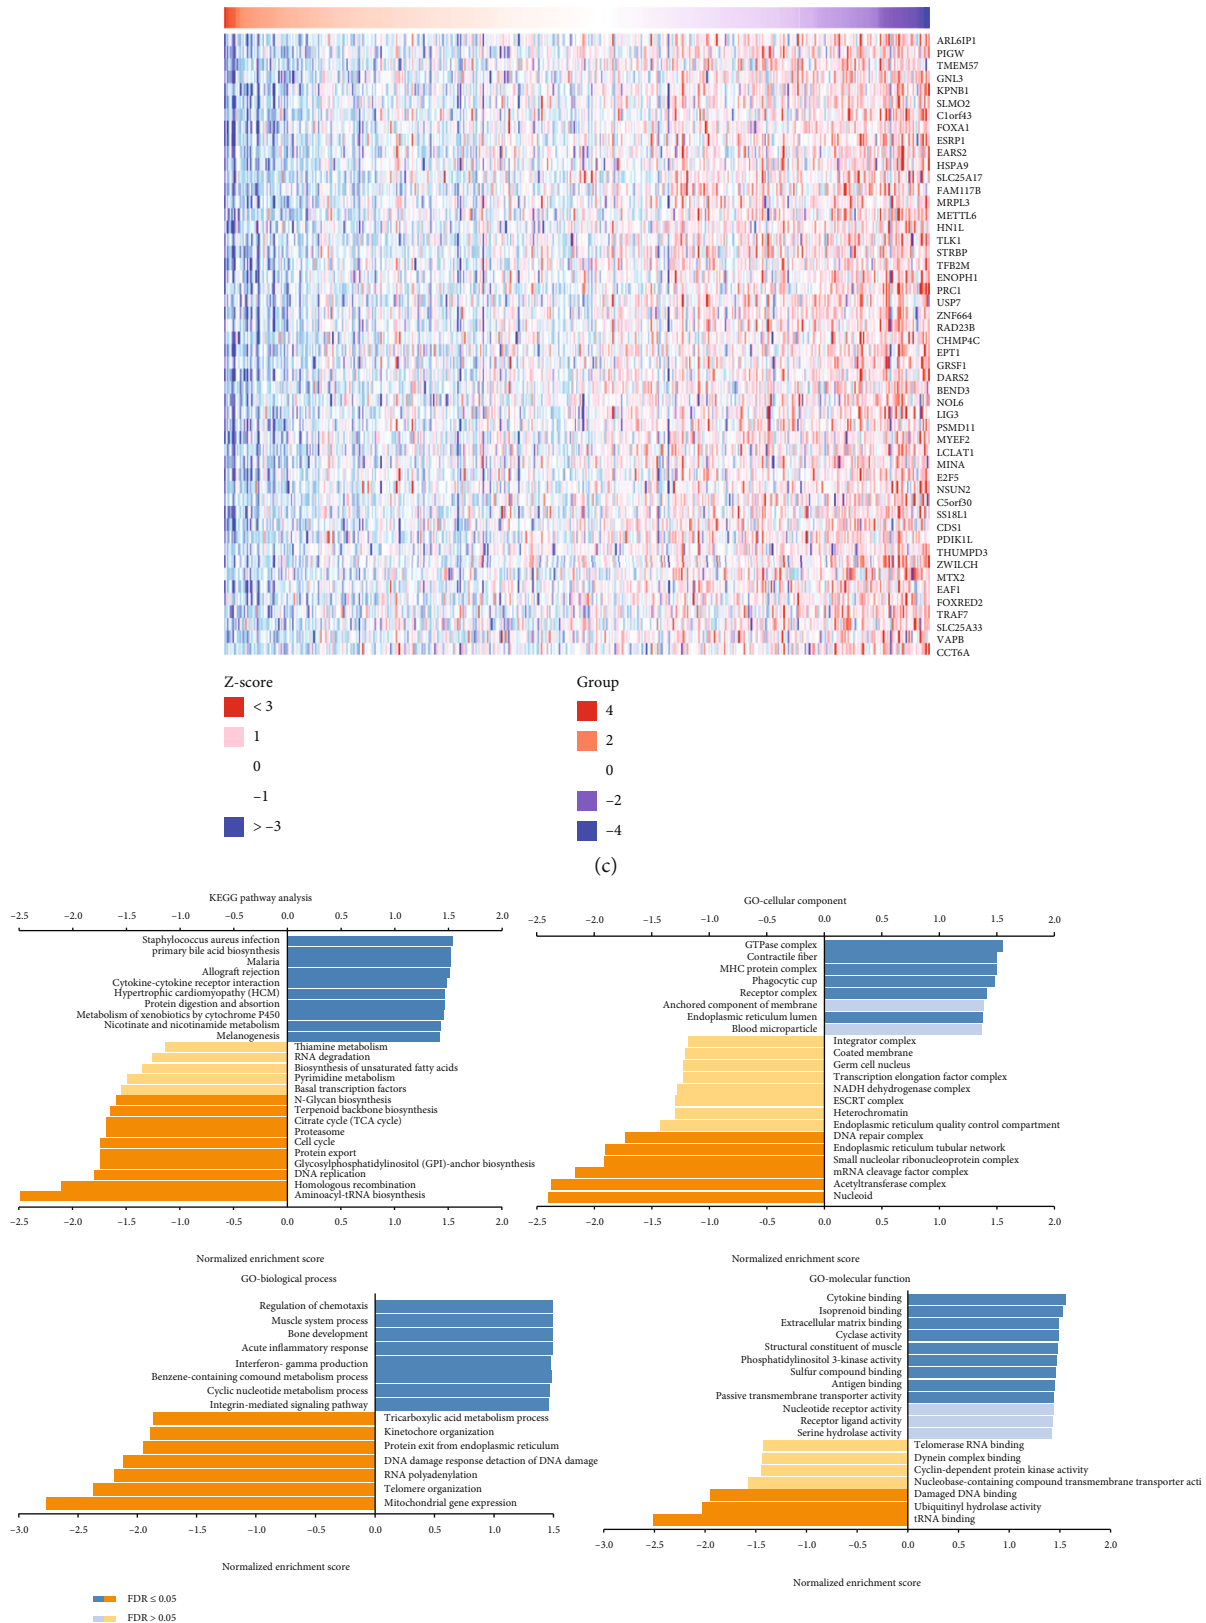 ARL6IP1
PIGW
TMEM57
GNL3
KPNB1
SLMO2
C1orf43
FOXA1
ESRP1
EARS2
HSPA9
SLC25A17
FAM117B
MRPL3
METTL6
HN1L
TLK1
STRBP
TFB2M
ENOPH1
PRC1
USP7
ZNF664
RAD23B
CHMP4C
EPT1
GRSF1
DARS2
BEND3
NOL6
LIG3
PSMD11
MYEF2
LCLAT1
MINA
E2F5
NSUN2
C5orf30
SS18L1
CDS1
PDIK1L
THUMPD3
ZWILCH
MTX2
EAF1
FOXRED2
TRAF7
SLC25A33
VAPB
CCT6A
Z-score
< 3
1
0
–1
> –3
Group
4
2
0
–2
–4
(c)
KEGG pathway analysis
–2.5 –2.0 –1.5 –1.0 –0.5 0.0 0.5 1.0 1.5 2.0
Staphylococcus aureus infection
primary bile acid biosynthesis
Malaria
Allograft rejection
Cytokine-cytokine receptor interaction
Hypertrophic cardiomyopathy (HCM)
Protein digestion and absortion
Metabolism of xenobiotics by cytochrome P450
Nicotinate and nicotinamide metabolism
Melanogenesis
Thiamine metabolism
RNA degradation
Biosynthesis of unsaturated fatty acids
Pyrimidine metabolism
Basal transcription factors
N-Glycan biosynthesis
Terpenoid backbone biosynthesis
Citrate cycle (TCA cycle)
Proteasome
Cell cycle
Protein export
Glycosylphosphatidylinositol (GPI)-anchor biosynthesis
DNA replication
Homologous recombination
Aminoacyl-tRNA biosynthesis
–2.5 –2.0 –1.5 –1.0 –0.5 0.0 0.5 1.0 1.5 2.0
Normalized enrichment score
GO-cellular component
–2.5 –2.0 –1.5 –1.0 –0.5 0.0 0.5 1.0 1.5 2.0
GTPase complex
Contractile fiber
MHC protein complex
Phagocytic cup
Receptor complex
Anchored component of membrane
Endoplasmic reticulum lumen
Blood microparticle
Integrator complex
Coated membrane
Germ cell nucleus
Transcription elongation factor complex
NADH dehydrogenase complex
ESCRT complex
Heterochromatin
Endoplasmic reticulum quality control compartment
DNA repair complex
Endoplasmic reticulum tubular network
Small nucleolar ribonucleoprotein complex
mRNA cleavage factor complex
Acetyltransferase complex
Nucleoid
–2.5 –2.0 –1.5 –1.0 -0.5 0.0 0.5 1.0 1.5 2.0
Normalized enrichment score
GO-biological process
Regulation of chemotaxis
Muscle system process
Bone development
Acute inflammatory response
Interferon- gamma production
Benzene-containing comound metabolism process
Cyclic nucleotide metabolism process
Integrin-mediated signaling pathway
Tricarboxylic acid metabolism process
Kinetochore organization
Protein exit from endoplasmic reticulum
DNA damage response detaction of DNA damage
RNA polyadenylation
Telomere organization
Mitochondrial gene expression
–3.0 –2.5 –2.0 –1.5 –1.0 –0.5 0.0 0.5 1.0 1.5
Normalized enrichment score
GO-molecular function
Cytokine binding
Isoprenoid binding
Extracellular matrix binding
Cyclase activity
Structural constituent of muscle
Phosphatidylinositol 3-kinase activity
Sulfur compound binding
Antigen binding
Passive transmembrane transporter activity
Nucleotide receptor activity
Receptor ligand activity
Serine hydrolase activity
Telomerase RNA binding
Dynein complex binding
Cyclin-dependent protein kinase activity
Nucleobase-containing compound transmembrane transporter acti
Damaged DNA binding
Ubiquitinyl hydrolase activity
tRNA binding
–3.0 –2.5 –2.0 –1.5 –1.0 –0.5 0.0 0.5 1.0 1.5 2.0
Normalized enrichment score
FDR ≤ 0.05
FDR > 0.05